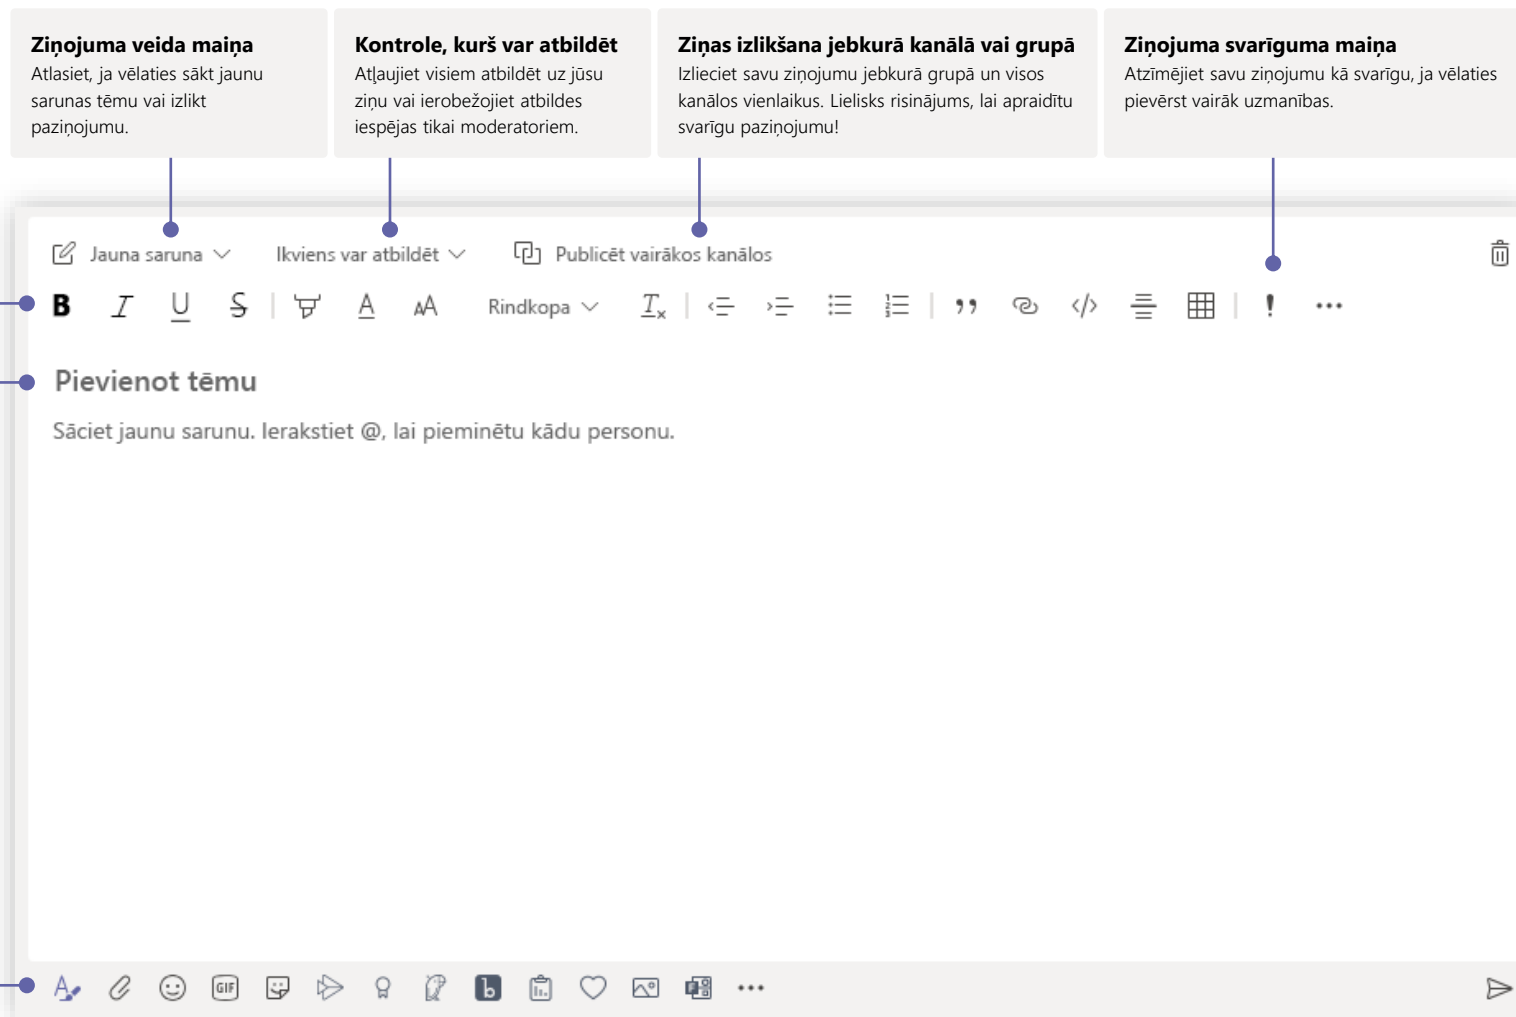 Ziņojuma veida maiņa
Atlasiet, ja vēlaties sākt jaunu
sarunas tēmu vai izlikt
paziņojumu.
Kontrole, kurš var atbildēt
Atļaujiet visiem atbildēt uz jūsu
ziņu vai ierobežojiet atbildes
iespējas tikai moderatoriem.
Ziņas izlikšana jebkurā kanālā vai grupā
Izlieciet savu ziņojumu jebkurā grupā un visos
kanālos vienlaikus. Lielisks risinājums, lai apraidītu
svarīgu paziņojumu!
Ziņojuma svarīguma maiņa
Atzīmējiet savu ziņojumu kā svarīgu, ja vēlaties
pievērst vairāk uzmanības.
Jauna saruna Ikviens var atbildēt Publicēt vairākos kanālos
B I U S A AA Rindkopa Tx
Pievienot tēmu
Sāciet jaunu sarunu. Ierakstiet @, lai pieminētu kādu personu.
GIF